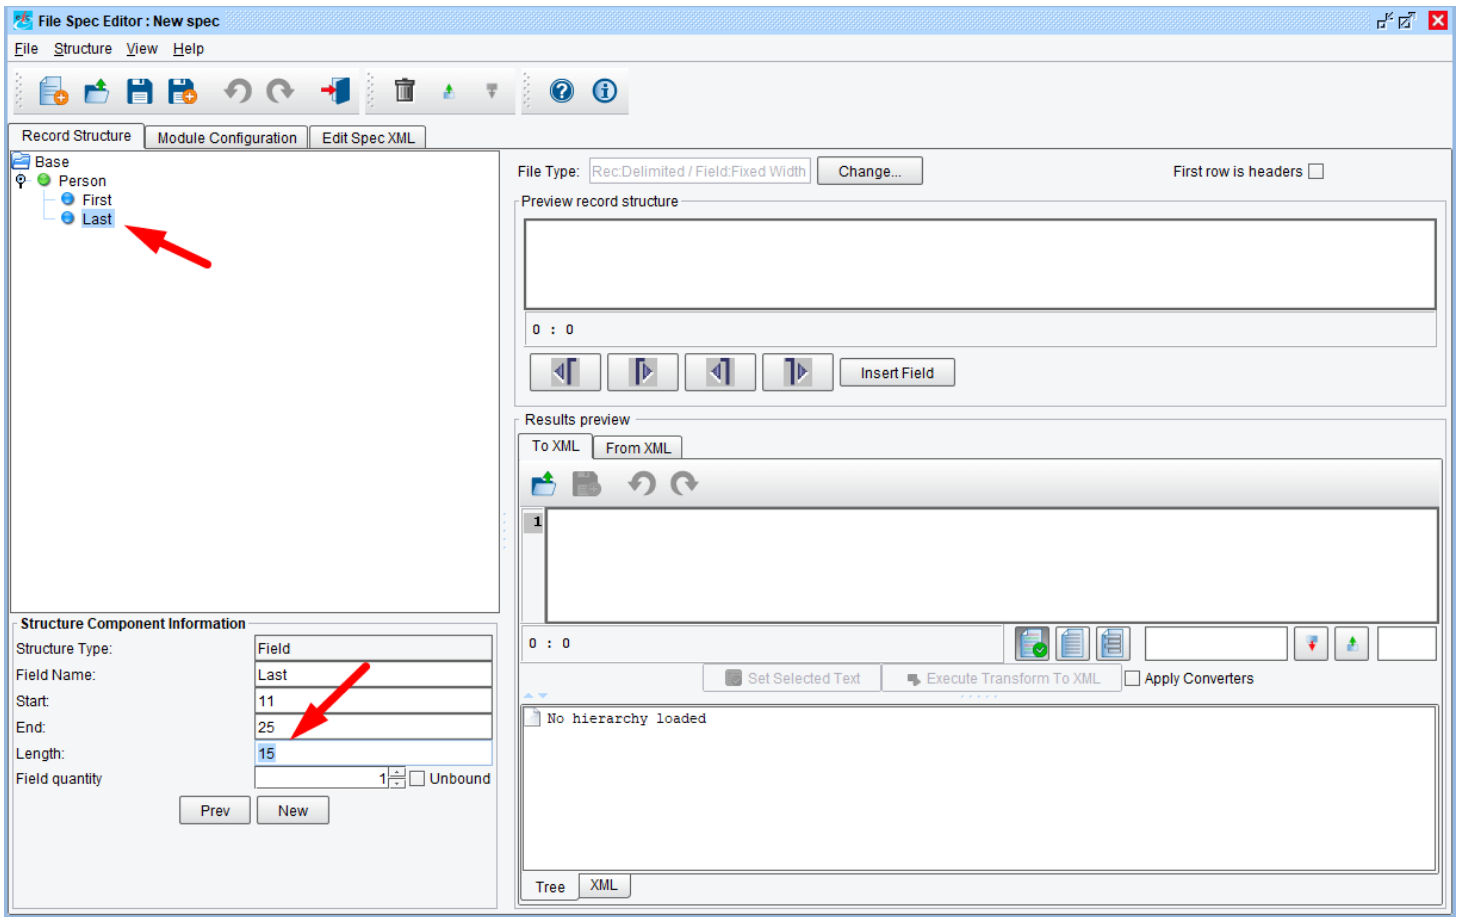 File Spec Editor : New spec
File Structure View Help
Record Structure Module Configuration Edit Spec XML
Base
Person
First
Last
File Type: Rec:Delimited / Field:Fixed Width Change... First row is headers
Preview record structure
0 : 0
Insert Field
Results preview
To XML From XML
1
0 : 0
Set Selected Text Execute Transform To XML Apply Converters
No hierarchy loaded
Tree XML
Structure Component Information
Structure Type: Field
Field Name: Last
Start: 11
End: 25
Length: 15
Field quantity 1 Unbound
Prev New